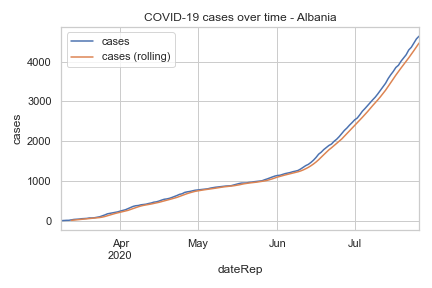 COVID-19 cases over time - Albania
cases
cases (rolling)
4000
3000
2000
1000
0
cases
Apr
2020
May
Jun
Jul
dateRep